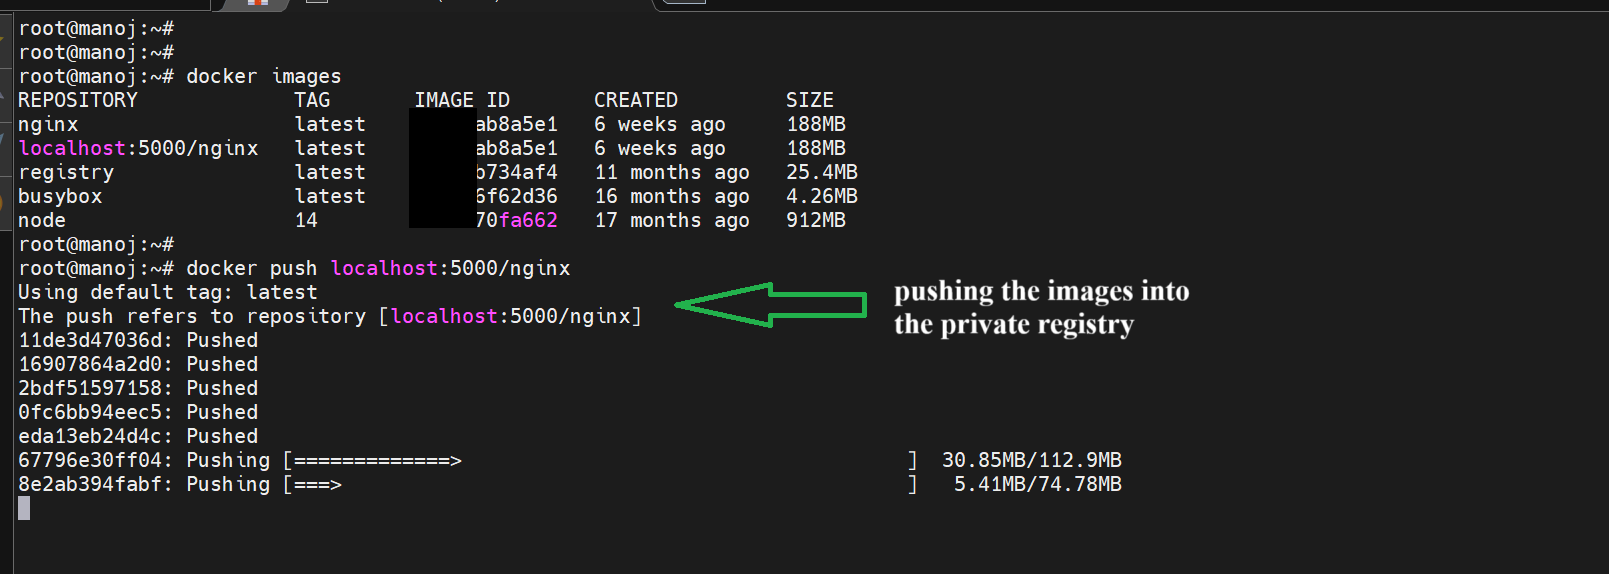 root@manoj:~#
root@manoj:~#
root@manoj:~# docker images
REPOSITORY TAG IMAGE ID CREATED SIZE
nginx latest ab8a5e1 6 weeks ago 188MB
localhost:5000/nginx latest ab8a5e1 6 weeks ago 188MB
registry latest b734af4 11 months ago 25.4MB
busybox latest 6f62d36 16 months ago 4.26MB
node 14 70fa662 17 months ago 912MB
root@manoj:~#
root@manoj:~# docker push localhost:5000/nginx
Using default tag: latest
The push refers to repository [localhost:5000/nginx]
pushing the images into
the private registry
11de3d47036d: Pushed
16907864a2d0: Pushed
2bdf51597158: Pushed
0fc6bb94eec5: Pushed
eda13eb24d4c: Pushed
67796e30ff04: Pushing [=============> ] 30.85MB/112.9MB
8e2ab394fabf: Pushing [===> ] 5.41MB/74.78MB